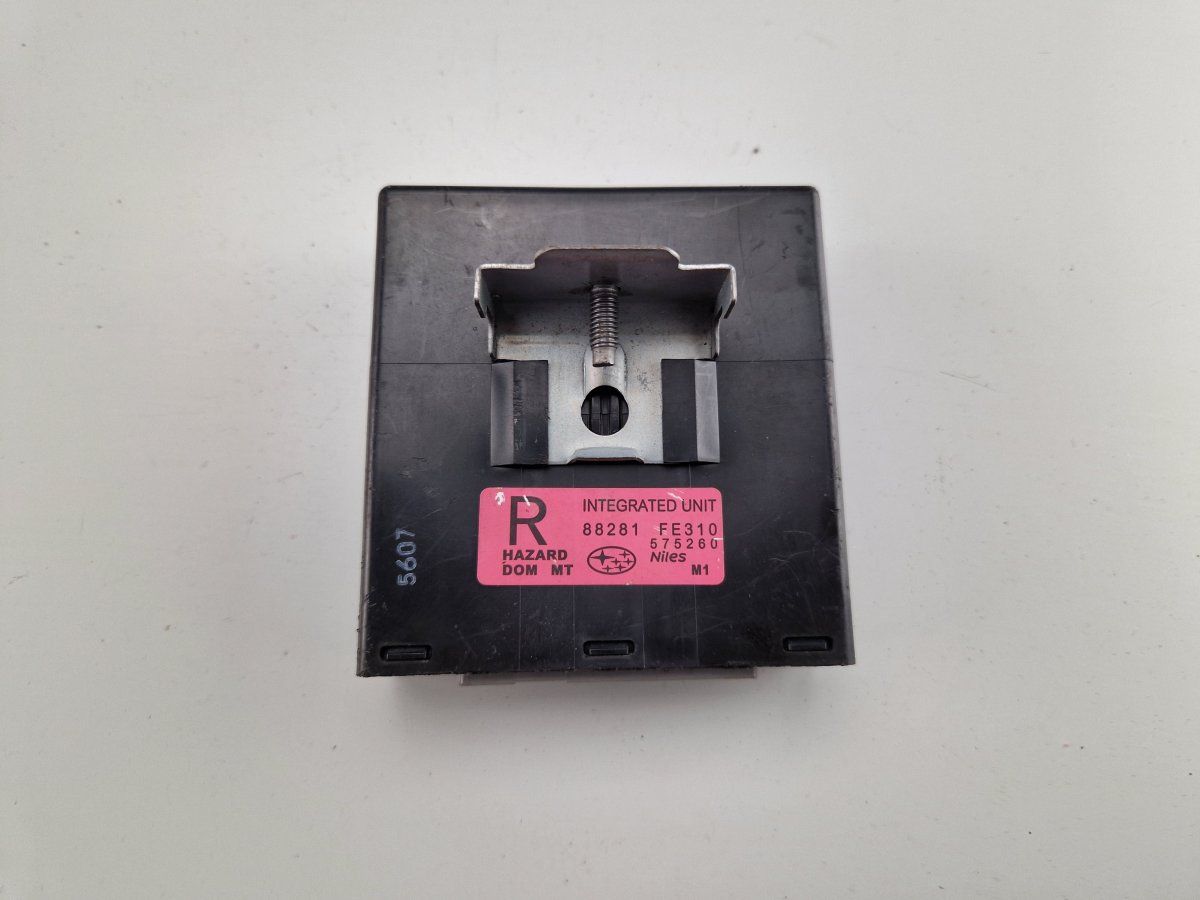 R
INTEGRATED UNIT
88281 FE310
575260
HAZARD
DOM MT
Niles
M1
5607